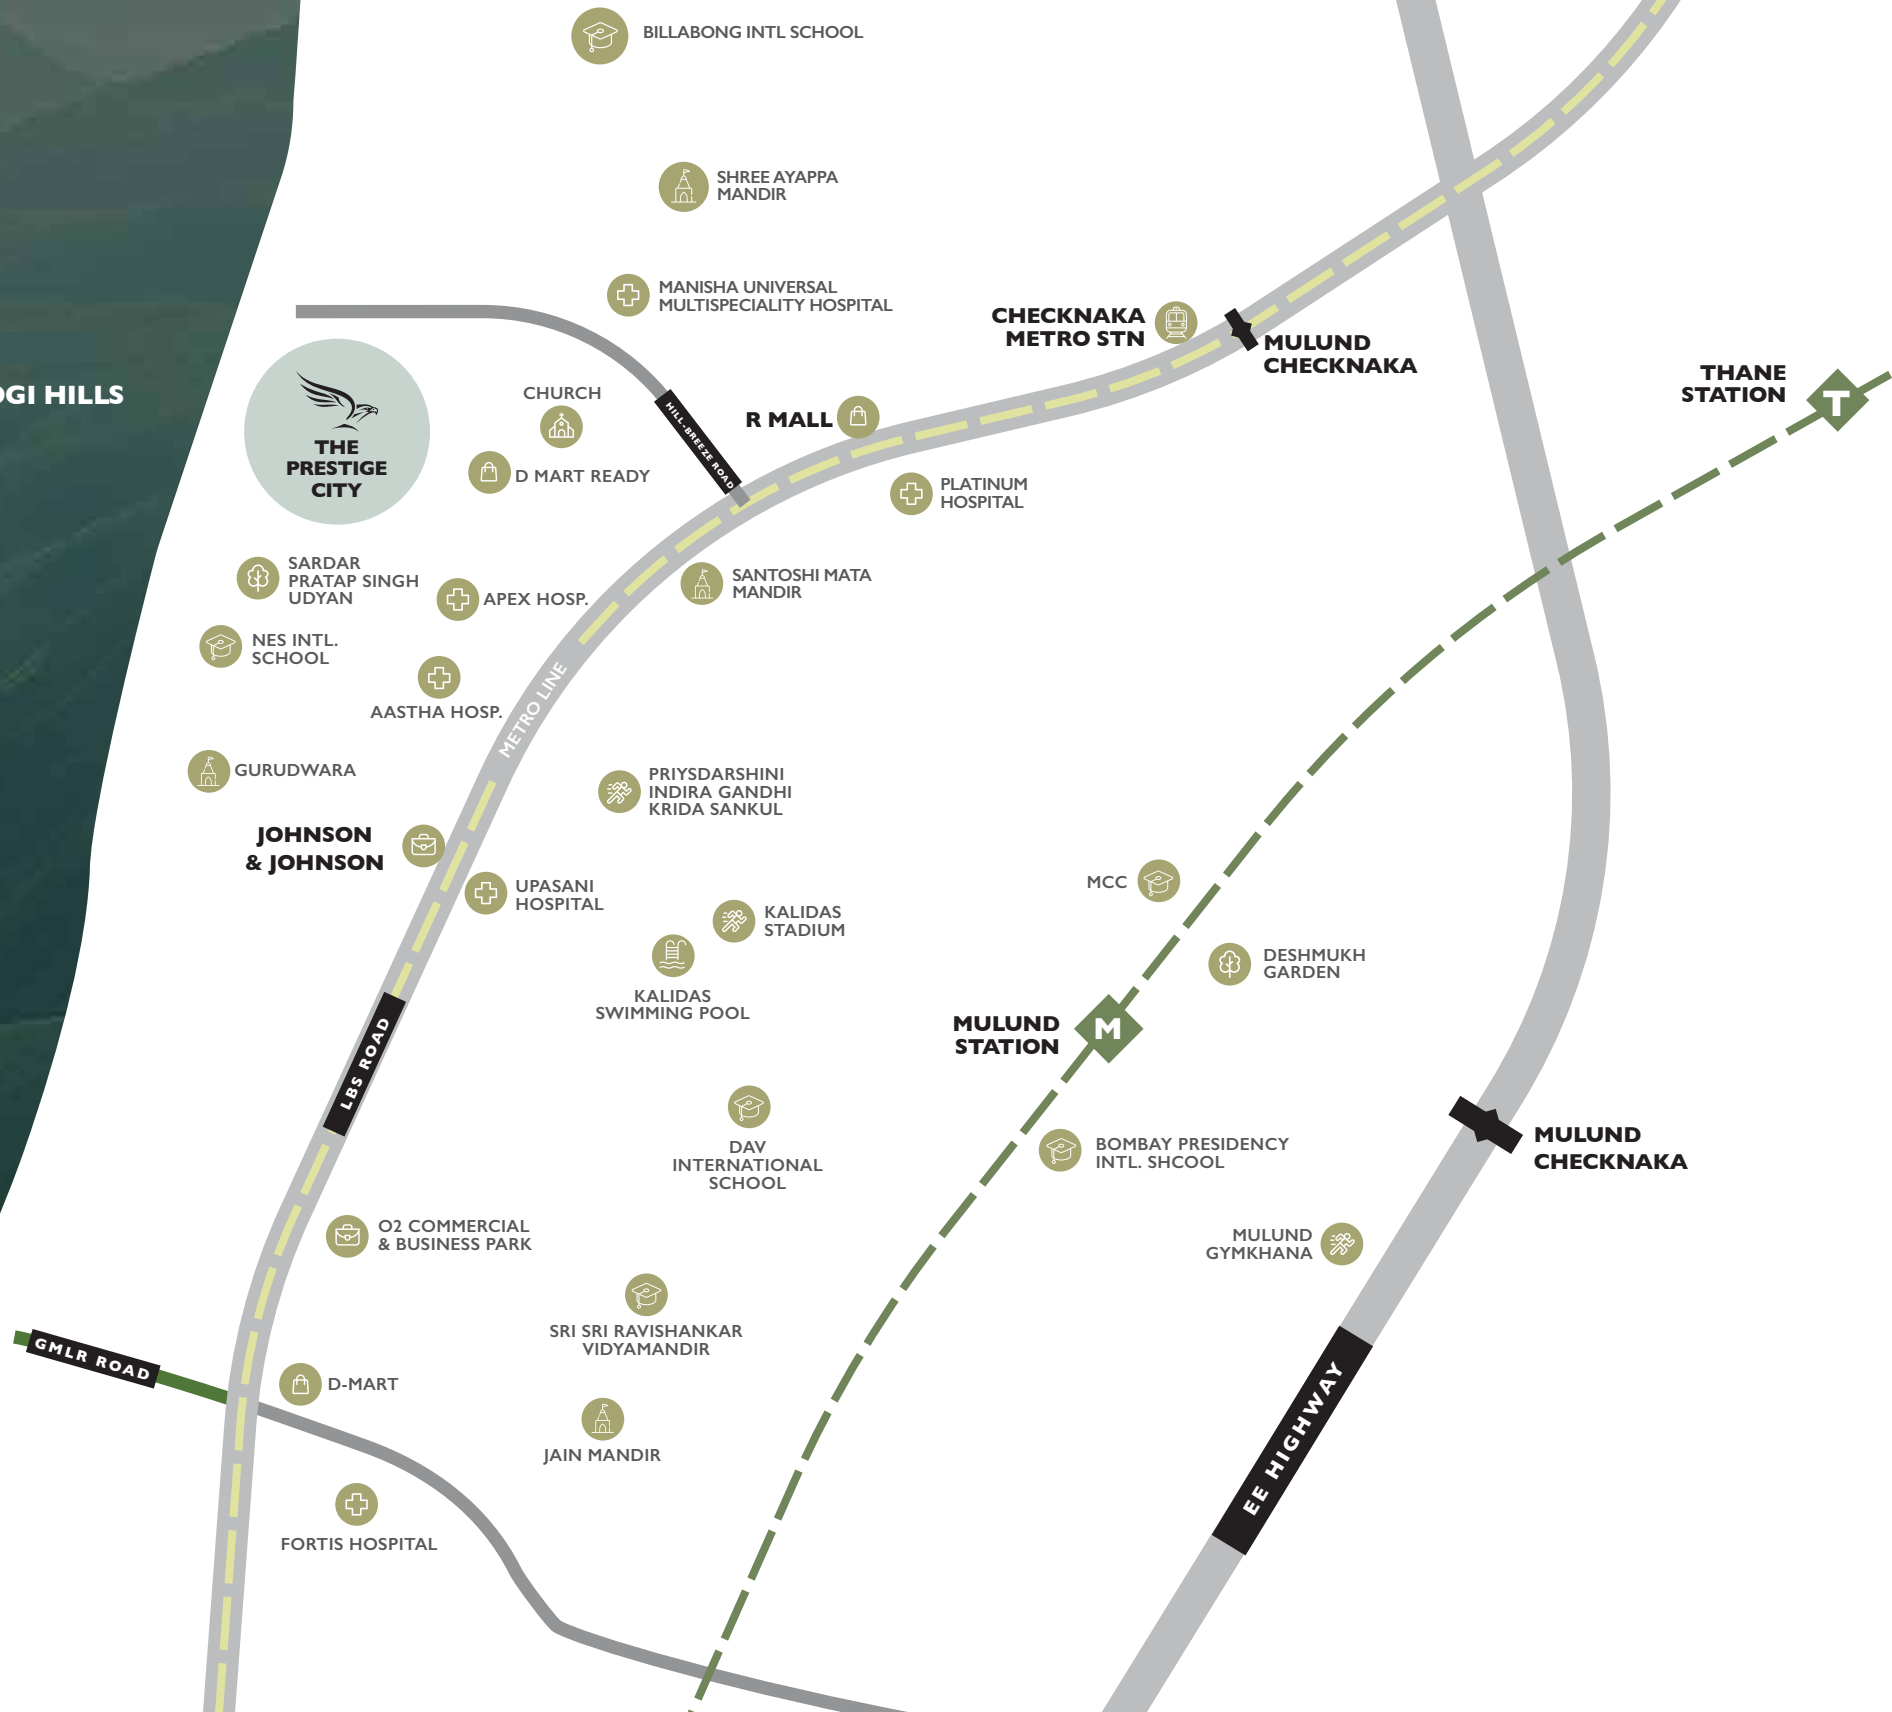 BILLABONG INTL SCHOOL
SHREE AYAPPA
MANDIR
MANISHA UNIVERSAL
MULTISPECIALITY HOSPITAL
CHECKNAKA
METRO STN
MULUND
CHECKNAKA
THANE
STATION
T
OGI HILLS
THE
PRESTIGE
CITY
CHURCH
D MART READY
HILL-BREEZE ROAD
R MALL
PLATINUM
HOSPITAL
SARDAR
PRATAP SINGH
UDYAN
APEX HOSP.
SANTOSHI MATA
MANDIR
NES INTL.
SCHOOL
AASTHA HOSP.
METRO LINE
GURUDWARA
PRIYSDARSHINI
INDIRA GANDHI
KRIDA SANKUL
JOHNSON
& JOHNSON
UPASANI
HOSPITAL
KALIDAS
STADIUM
KALIDAS
SWIMMING POOL
MCC
DESHMUKH
GARDEN
MULUND
STATION
M
LBS ROAD
DAV
INTERNATIONAL
SCHOOL
BOMBAY PRESIDENCY
INTL. SHCOOL
MULUND
CHECKNAKA
O2 COMMERCIAL
& BUSINESS PARK
MULUND
GYMKHANA
SRI SRI RAVISHANKAR
VIDYAMANDIR
GMLR ROAD
D-MART
EE HIGHWAY
JAIN MANDIR
FORTIS HOSPITAL